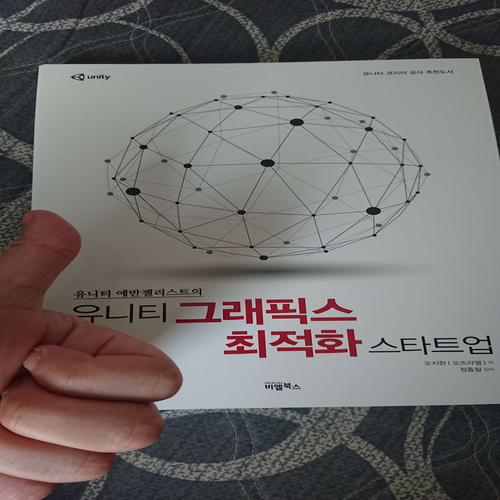 unity
유니티 코리아 공식 추천도서
유니티 에반젤리스트의
유니티 그래픽스
최적화 스타트업
오지현 ( 오즈라엘 ) 저
정종필 감수
비엘북스